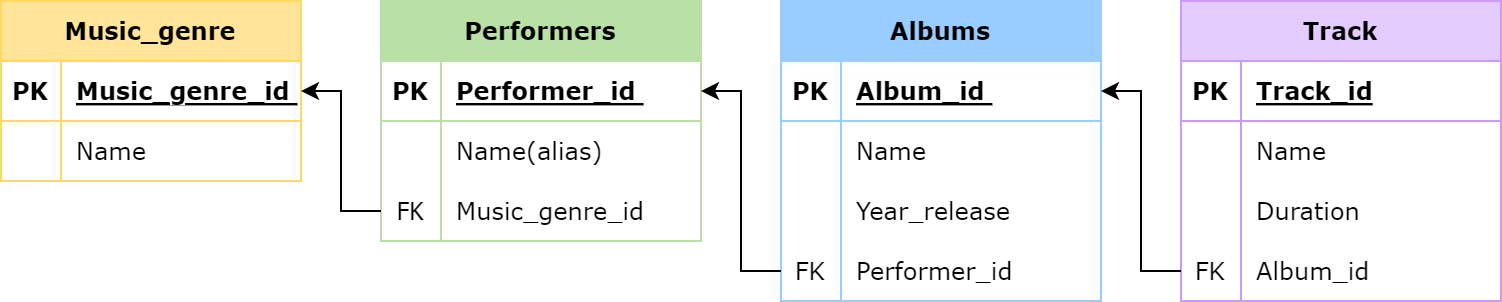 Music_genre
PK Music_genre_id
Name
Performers
PK Performer_id
Name(alias)
FK Music_genre_id
Albums
PK Album_id
Name
Year_release
FK Performer_id
Track
PK Track_id
Name
Duration
FK Album_id